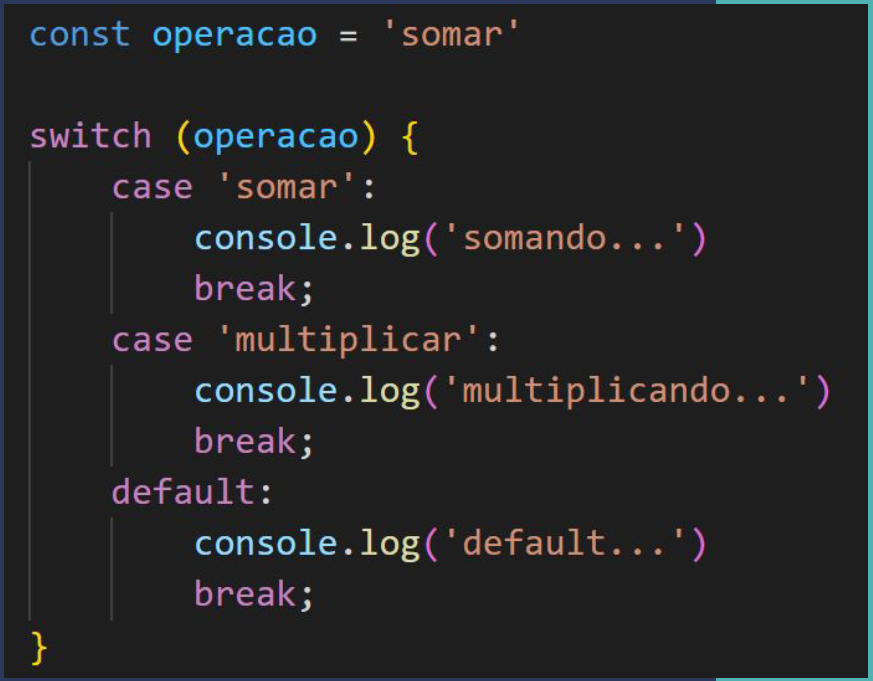 const operacao = 'somar'
switch (operacao) {
case 'somar':
console.log('somando...')
break;
case 'multiplicar':
console.log('multiplicando...')
break;
default:
console.log('default...')
break;
}